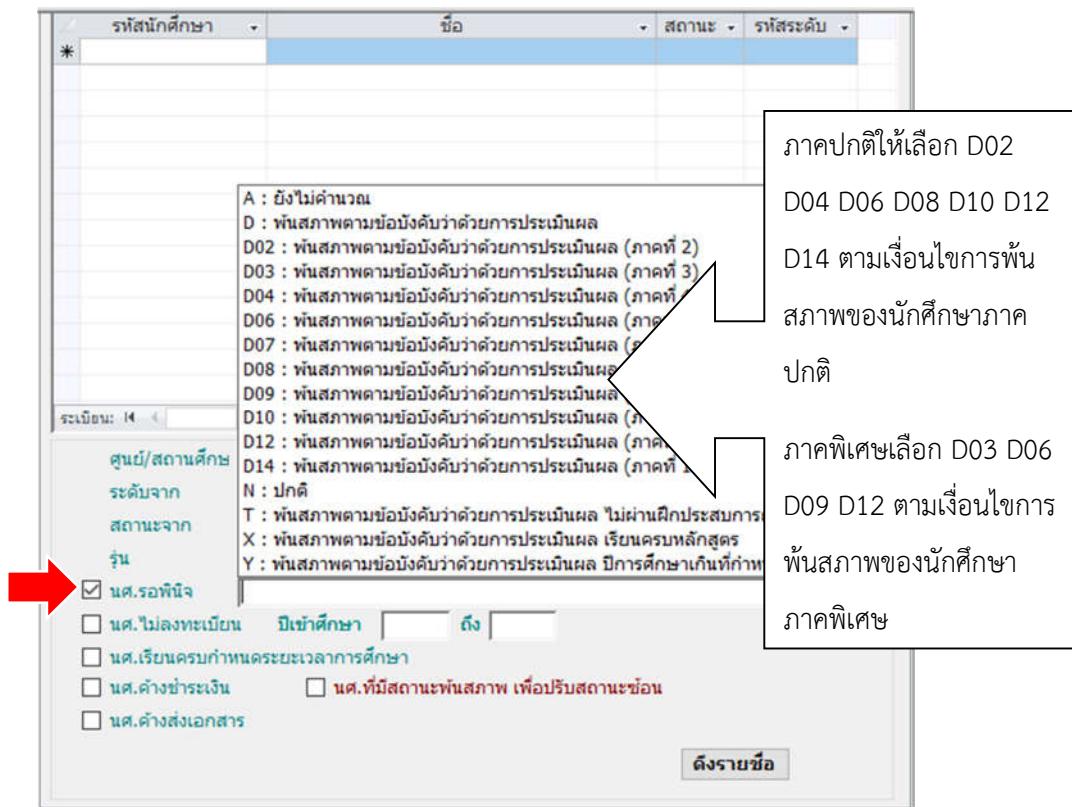 รหัสนักศึกษา ชื่อ สถานะ รหัสระดับ
ภาคปกติให้เลือก D02
D04 D06 D08 D10 D12
D14 ตามเงื่อนไขการพ้น
สภาพของนักศึกษาภาค
ปกติ
ภาคพิเศษเลือก D03 D06
D09 D12 ตามเงื่อนไขการ
พ้นสภาพของนักศึกษา
ภาคพิเศษ
A : ยังไม่คำนวณ
D : พ้นสภาพตามข้อบังคับว่าด้วยการประเมินผล
D02 : พ้นสภาพตามข้อบังคับว่าด้วยการประเมินผล (ภาคที่ 2)
D03 : พ้นสภาพตามข้อบังคับว่าด้วยการประเมินผล (ภาคที่ 3)
D04 : พ้นสภาพตามข้อบังคับว่าด้วยการประเมินผล (ภาคที่
D06 : พ้นสภาพตามข้อบังคับว่าด้วยการประเมินผล
D07 : พ้นสภาพตามข้อบังคับว่าด้วยการประเมินผล
D08 : พ้นสภาพตามข้อบังคับว่าด้วยการประเมินผล
D09 : พ้นสภาพตามข้อบังคับว่าด้วยการประเมินผล
D10 : พ้นสภาพตามข้อบังคับว่าด้วยการประเมินผล
D12 : พ้นสภาพตามข้อบังคับว่าด้วยการประเมินผล
D14 : พ้นสภาพตามข้อบังคับว่าด้วยการประเมินผล (ภาคที่ 1
N : ปกติ
T : พ้นสภาพตามข้อบังคับว่าด้วยการประเมินผล ไม่ผ่านฝึกประสบการ
X : พ้นสภาพตามข้อบังคับว่าด้วยการประเมินผล เรียนครบหลักสูตร
Y : พ้นสภาพตามข้อบังคับว่าด้วยการประเมินผล ปีการศึกษาเกินที่กำห
ระเบียน:
ศูนย์/สถานศึกษ
ระดับจาก
สถานะจาก
รุ่น
นศ.รอพินิจ
นศ.ไม่ลงทะเบียน ปีเข้าศึกษา ถึง
นศ.เรียนครบกำหนดระยะเวลาการศึกษา
นศ.ค้างชำระเงิน นศ.ที่มีสถานะพ้นสภาพ เพื่อปรับสถานะซ้อน
นศ.ค้างส่งเอกสาร
ดึงรายชื่อ